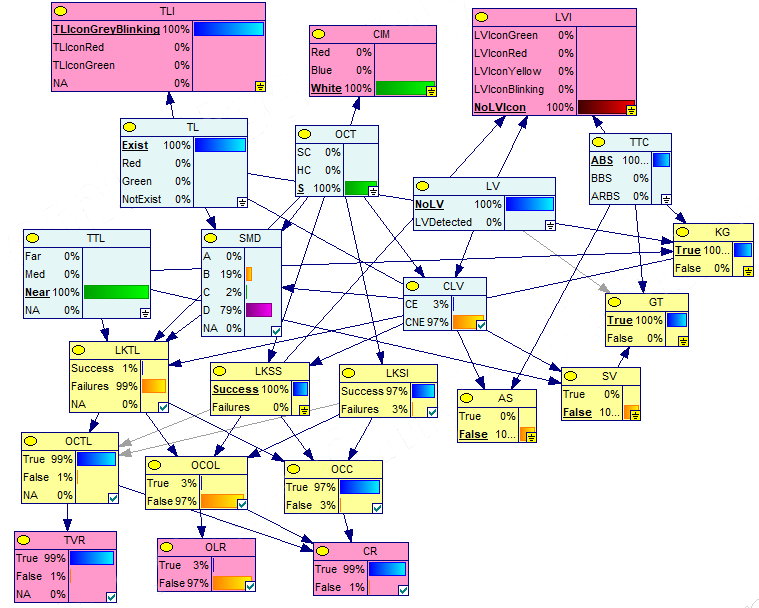 TLI
TLIconGreyBlinking 100%
TLIconRed 0%
TLIconGreen 0%
NA 0%
CIM
Red 0%
Blue 0%
White 100%
LVI
LVIconGreen 0%
LVIconRed 0%
LVIconYellow 0%
LVIconBlinking 0%
NoLVIcon 100%
TL
Exist 100%
Red 0%
Green 0%
NotExist 0%
OCT
SC 0%
HC 0%
S 100%
TTC
ABS 100...
BBS 0%
ARBS 0%
LV
NoLV 100%
LVDetected 0%
TTL
Far 0%
Med 0%
Near 100%
NA 0%
SMD
A 0%
B 19%
C 2%
D 79%
NA 0%
KG
True 100...
False 0%
CLV
CE 3%
CNE 97%
GT
True 100%
False 0%
LKTL
Success 1%
Failures 99%
NA 0%
LKSS
Success 100%
Failures 0%
LKSI
Success 97%
Failures 3%
AS
True 0%
False 10...
SV
True 0%
False 10...
OCTL
True 99%
False 1%
NA 0%
OCOL
True 3%
False 97%
OCC
True 97%
False 3%
TVR
True 99%
False 1%
NA 0%
OLR
True 3%
False 97%
CR
True 99%
False 1%